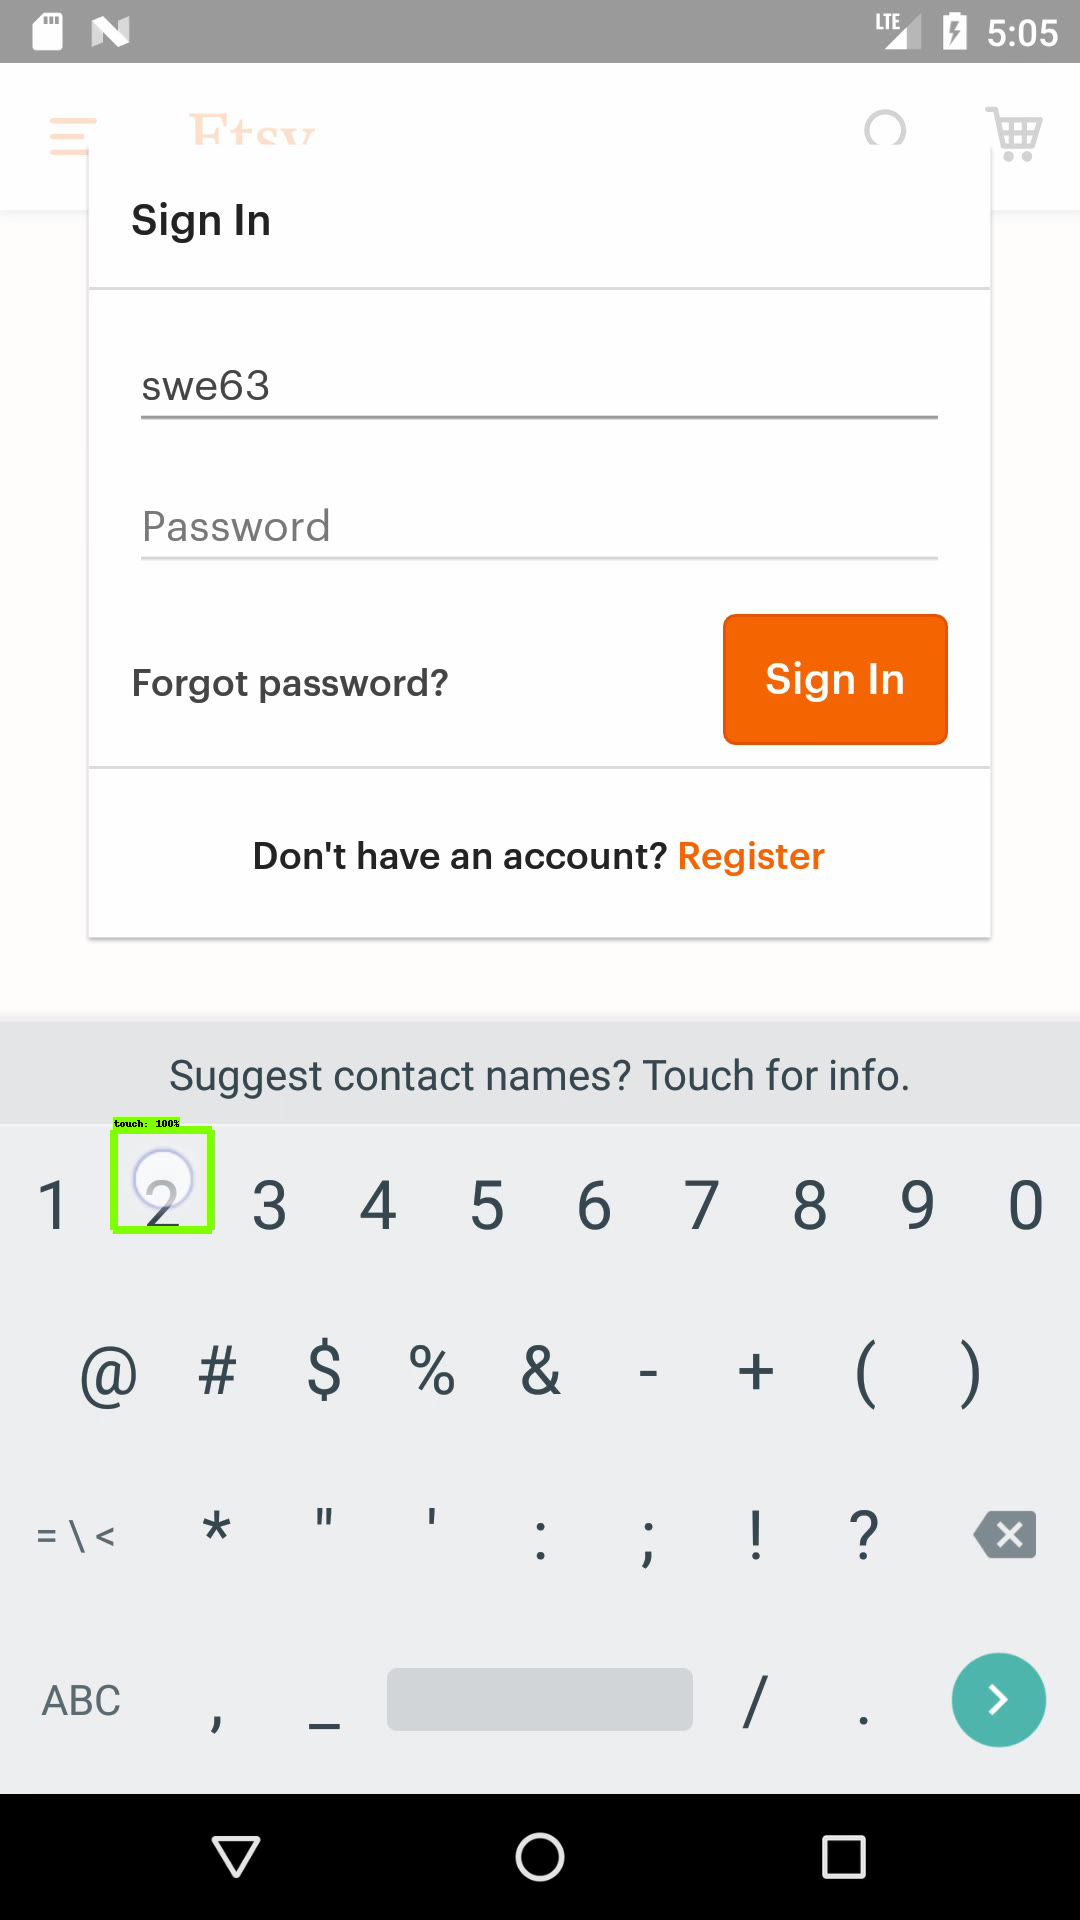 LTE 5:05
Etsy
Sign In
swe63
Password
Forgot password? Sign In
Don't have an account? Register
Suggest contact names? Touch for info.
touch: 100%
1 2 3 4 5 6 7 8 9 0
@ # $ % & - + ( )
= \ < * " ' : ; ! ?
ABC , _ / .